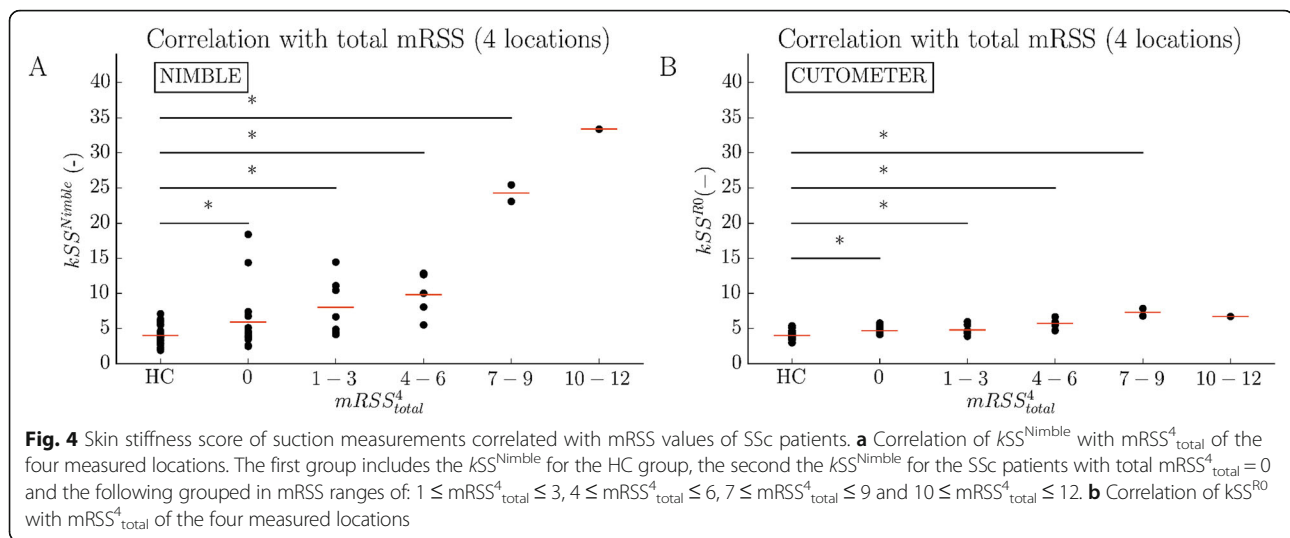 Correlation with total mRSS (4 locations)
A
NIMBLE
40
35
30
25
20
15
10
5
0
kSS^Nimble (-)
*
*
*
*
HC 0 1 − 3 4 − 6 7 − 9 10 − 12
mRSS^4_total
Correlation with total mRSS (4 locations)
B
CUTOMETER
40
35
30
25
20
15
10
5
0
kSS^R0(−)
*
*
*
*
HC 0 1 − 3 4 − 6 7 − 9 10 − 12
mRSS^4_total
Fig. 4 Skin stiffness score of suction measurements correlated with mRSS values of SSc patients. a Correlation of kSS^Nimble with mRSS^4_total of the
four measured locations. The first group includes the kSS^Nimble for the HC group, the second the kSS^Nimble for the SSc patients with total mRSS^4_total = 0
and the following grouped in mRSS ranges of: 1 ≤ mRSS^4_total ≤ 3, 4 ≤ mRSS^4_total ≤ 6, 7 ≤ mRSS^4_total ≤ 9 and 10 ≤ mRSS^4_total ≤ 12. b Correlation of kSS^R0
with mRSS^4_total of the four measured locations